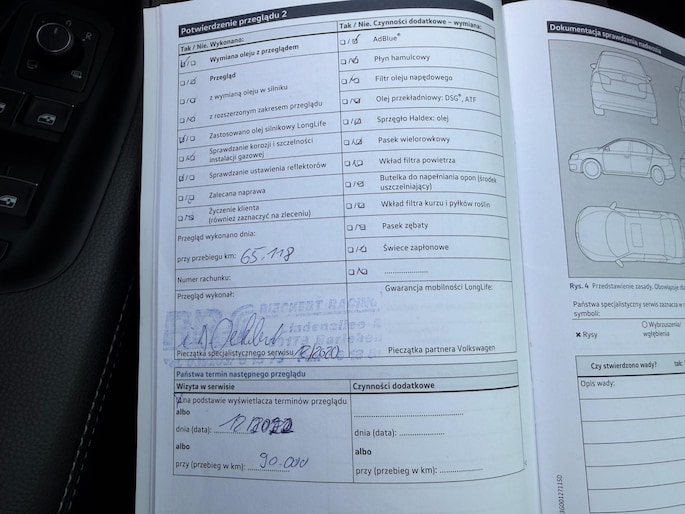 Potwierdzenie przeglądu 2
Tak / Nie. Wykonano:
Wymiana oleju z przeglądem
Przegląd
z wymianą oleju w silniku
z rozszerzonym zakresem przeglądu
Zastosowano olej silnikowy LongLife
Sprawdzanie korozji i szczelności
instalacji gazowej
Sprawdzanie ustawienia reflektorów
Zalecana naprawa
Życzenie klienta
(również zaznaczyć na zleceniu)
Przegląd wykonano dnia:
przy przebiegu km: 65.118
Numer rachunku:
Przegląd wykonał:
Pieczątka specjalistycznego serwisu 12/2020
Tak / Nie. Czynności dodatkowe – wymiana:
AdBlue®
Płyn hamulcowy
Filtr oleju napędowego
Olej przekładniowy: DSG®, ATF
Sprzęgło Haldex: olej
Pasek wielorowkowy
Wkład filtra powietrza
Butelka do napełniania opon (środek
uszczelniający)
Wkład filtra kurzu i pyłków roślin
Pasek zębaty
Świece zapłonowe
....................
Gwarancja mobilności LongLife:
Pieczątka partnera Volkswagen
Państwa termin następnego przeglądu
Wizyta w serwisie
na podstawie wyświetlacza terminów przeglądu
albo
dnia (data): 12/2022
albo
przy (przebieg w km): 90.000
Czynności dodatkowe
dnia (data): ....................
albo
przy (przebieg w km): ....................
Dokumentacja sprawdzenia nadwozia
Rys. 4 Przedstawienie zasady. Obowiązuje
Państwa specjalistyczny serwis zaznacza w
symboli:
× Rysy
○ Wybrzuszenia/
wgłębienia
Czy stwierdzono wady? tak:
Opis wady: